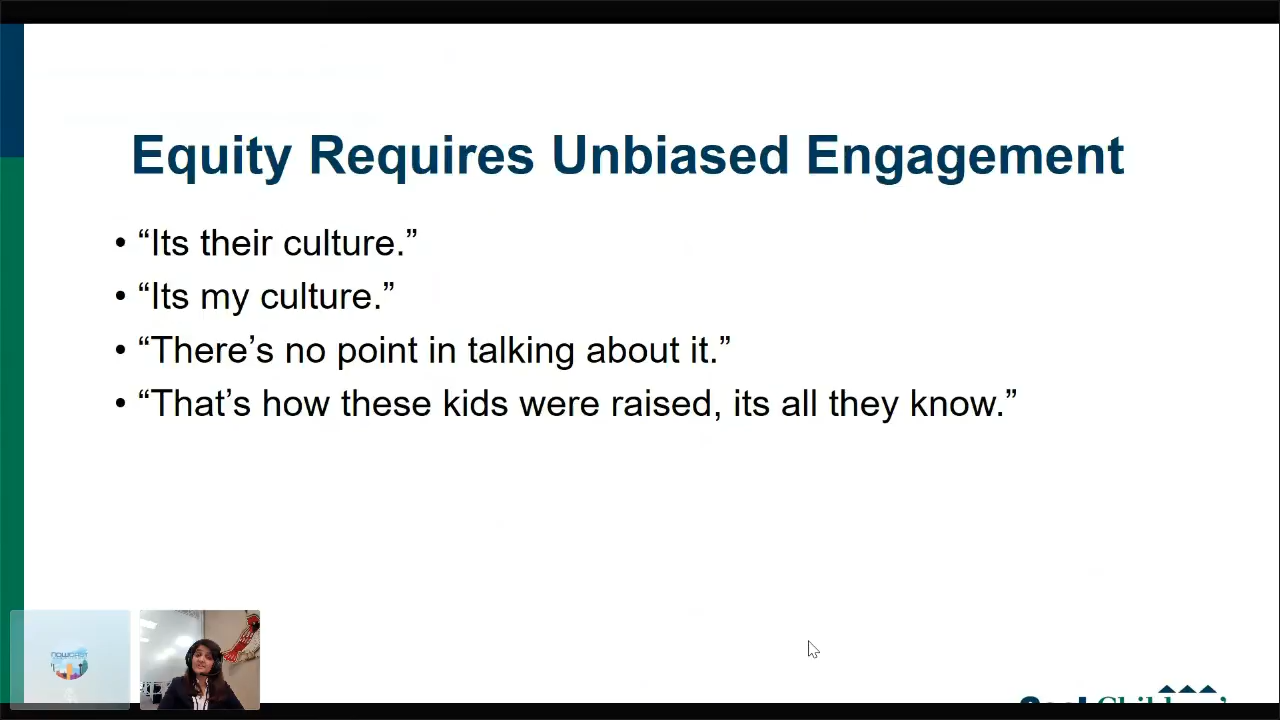 Equity Requires Unbiased Engagement
• “Its their culture.”
• “Its my culture.”
• “There’s no point in talking about it.”
• “That’s how these kids were raised, its all they know.”
NOWCAST